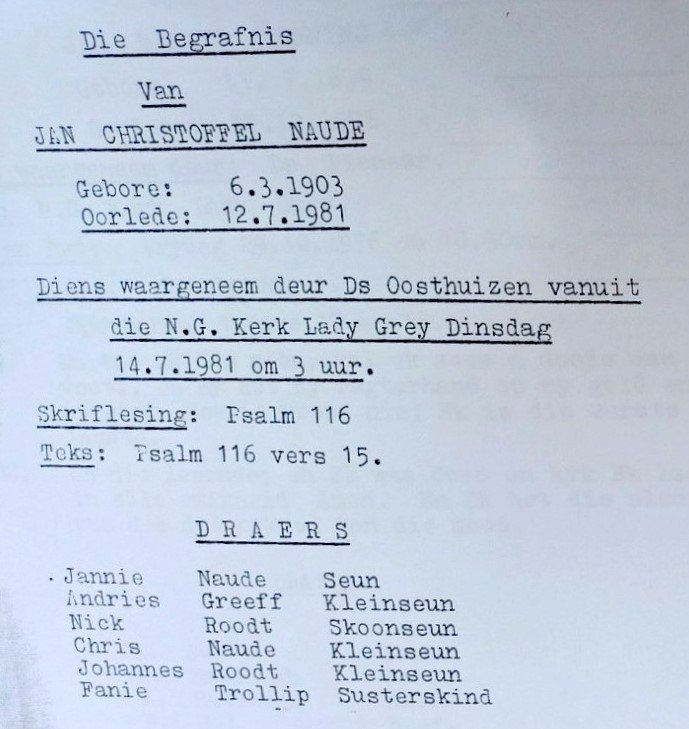 Die Begrafnis
Van
JAN CHRISTOFFEL NAUDE
Gebore: 6.3.1903
Oorlede: 12.7.1981
Diens waargeneem deur Ds Oosthuizen vanuit
die N.G. Kerk Lady Grey Dinsdag
14.7.1981 om 3 uur.
Skriflesing: Psalm 116
Teks: Psalm 116 vers 15.
D R A E R S
Jannie Naude Seun
Andries Greeff Kleinseun
Nick Roodt Skoonseun
Chris Naude Kleinseun
Johannes Roodt Kleinseun
Fanie Trollip Susterskind